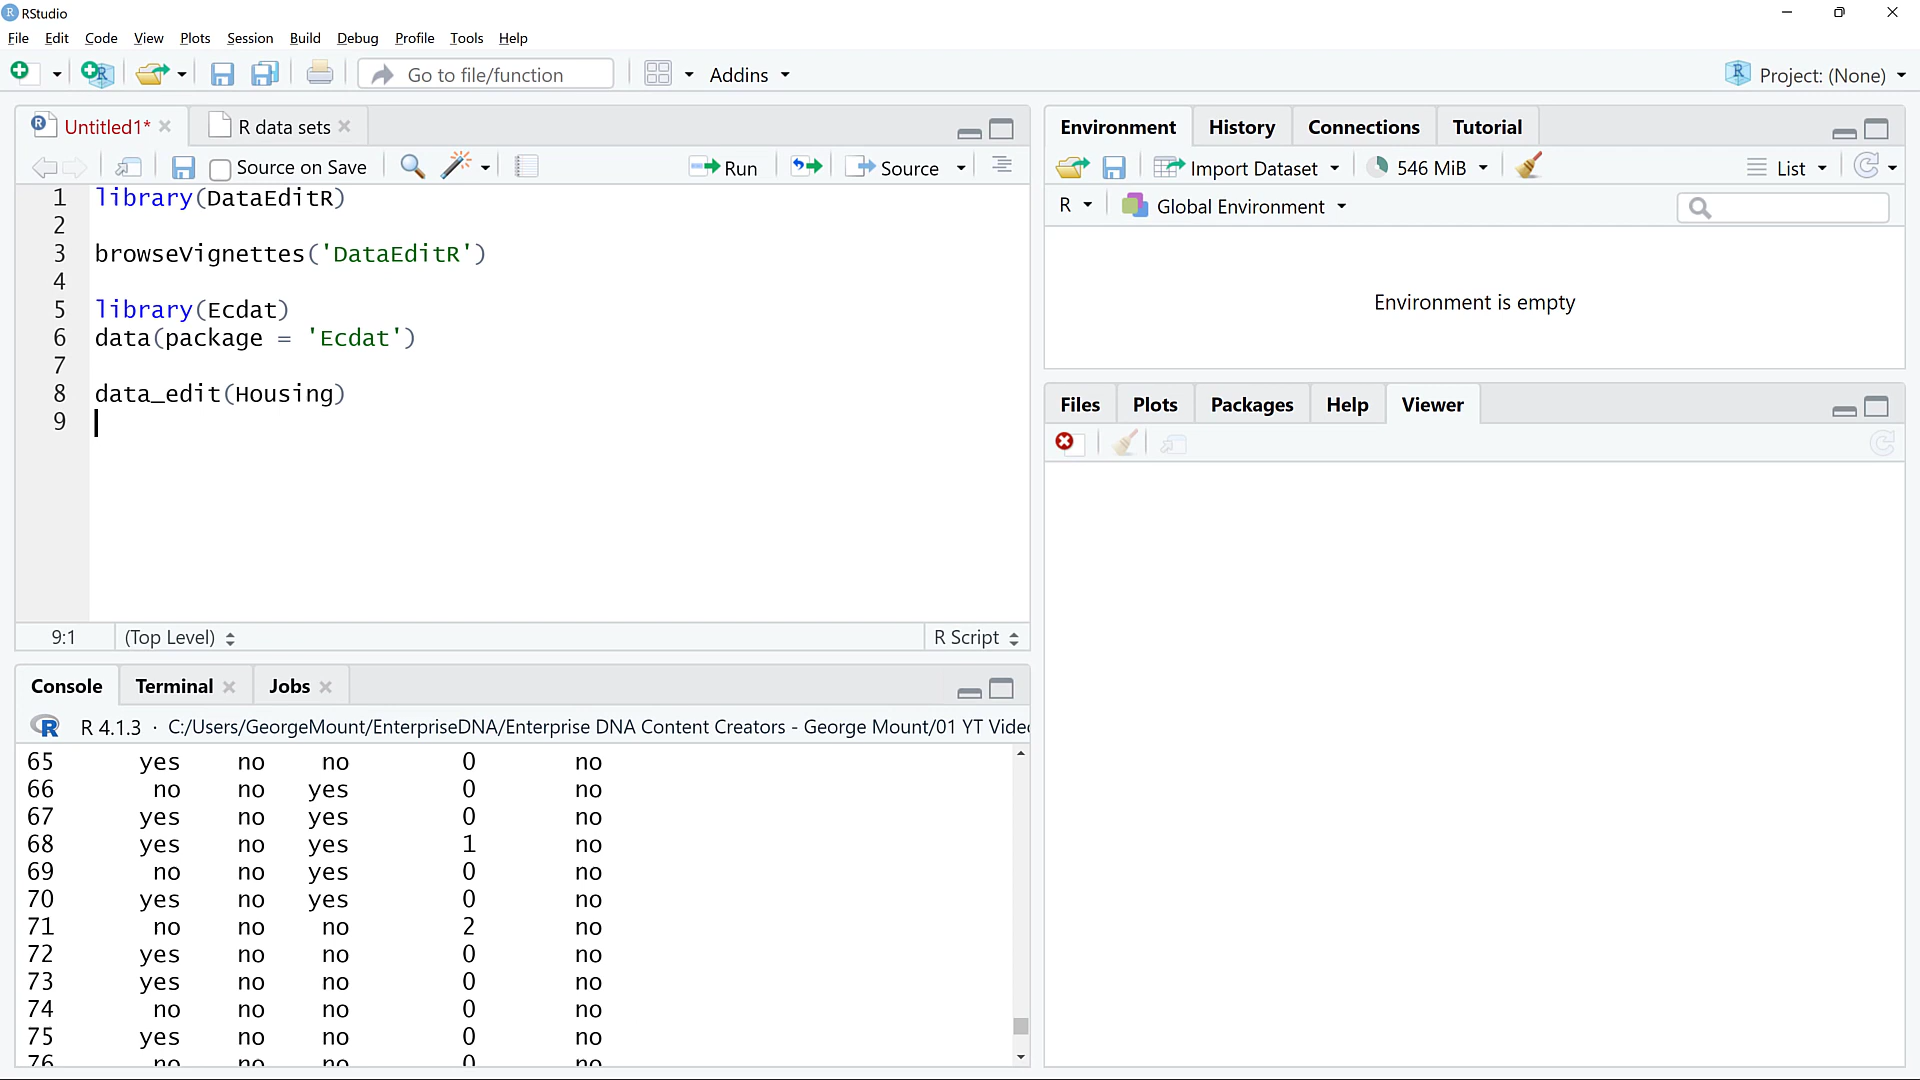 RStudio
File Edit Code View Plots Session Build Debug Profile Tools Help
Go to file/function Addins Project: (None)
Untitled1* R data sets
Source on Save Run Source
1 library(DataEditR)
2
3 browseVignettes('DataEditR')
4
5 library(Ecdat)
6 data(package = 'Ecdat')
7
8 data_edit(Housing)
9
9:1 (Top Level) R Script
Console Terminal Jobs
R 4.1.3 · C:/Users/GeorgeMount/EnterpriseDNA/Enterprise DNA Content Creators - George Mount/01 YT Vide
65 yes no no 0 no
66 no no yes 0 no
67 yes no yes 0 no
68 yes no yes 1 no
69 no no yes 0 no
70 yes no yes 0 no
71 no no no 2 no
72 yes no no 0 no
73 yes no no 0 no
74 no no no 0 no
75 yes no no 0 no
76 no no no 0 no
Environment History Connections Tutorial
Import Dataset 546 MiB List
R Global Environment
Environment is empty
Files Plots Packages Help Viewer